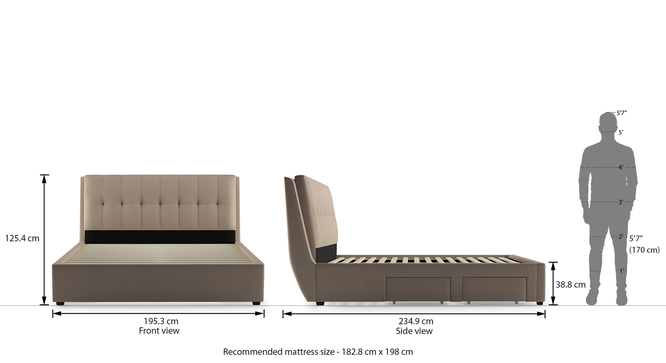 5'7"
5'
4'
3'
2'
1'
125.4 cm
5'7"
(170 cm)
38.8 cm
195.3 cm
Front view
234.9 cm
Side view
Recommended mattress size - 182.8 cm x 198 cm